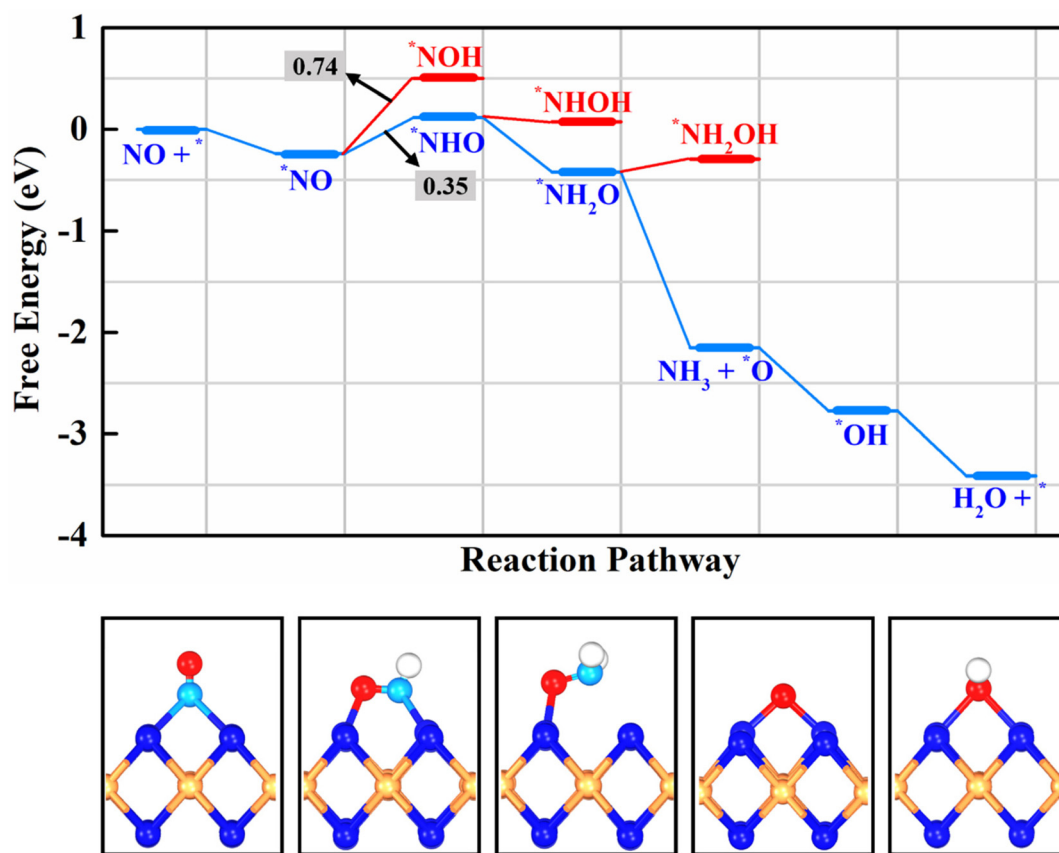 1
0
-1
-2
-3
-4
Free Energy (eV)
Reaction Pathway
NO + *
*NO
0.74
*NOH
*NHO
0.35
*NHOH
*NH₂O
*NH₂OH
NH₃ + *O
*OH
H₂O + *